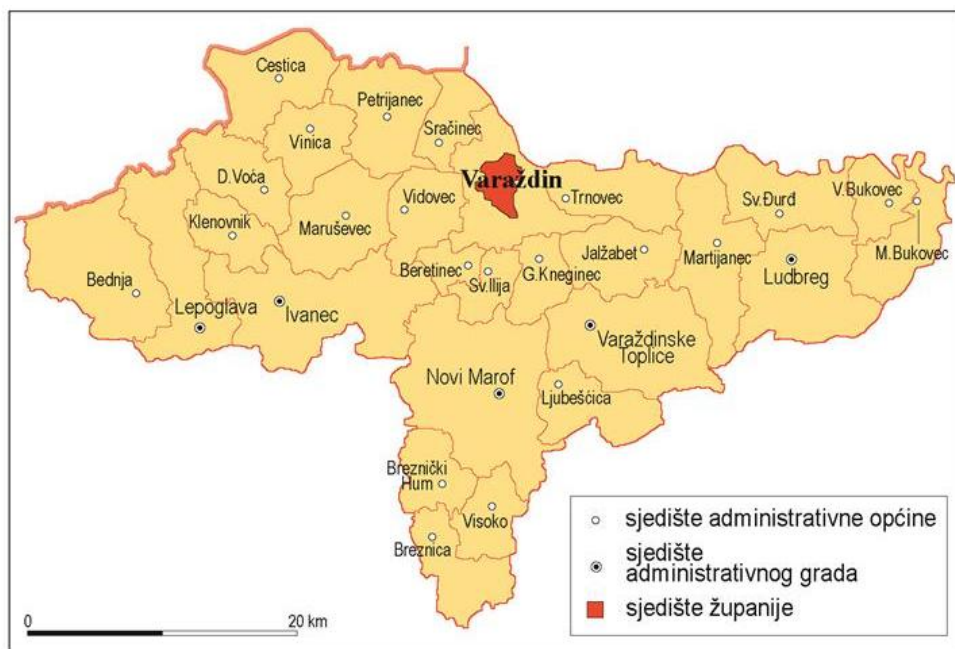 Cestica
Petrijanec
Vinica
Sračinec
Varaždin
D.Voća
Vidovec
Trnovec
V.Bukovec
Sv.Đurđ
Klenovnik
Maruševec
Jalžabet
Martijanec
M.Bukovec
Beretinec
Sv.Ilija
G.Kneginec
Ludbreg
Bednja
Lepoglava
Ivanec
Varaždinske
Toplice
Novi Marof
Ljubešćica
Breznički
Hum
Visoko
Breznica
sjedište administrativne općine
sjedište
administrativnog grada
sjedište županije
0 20 km